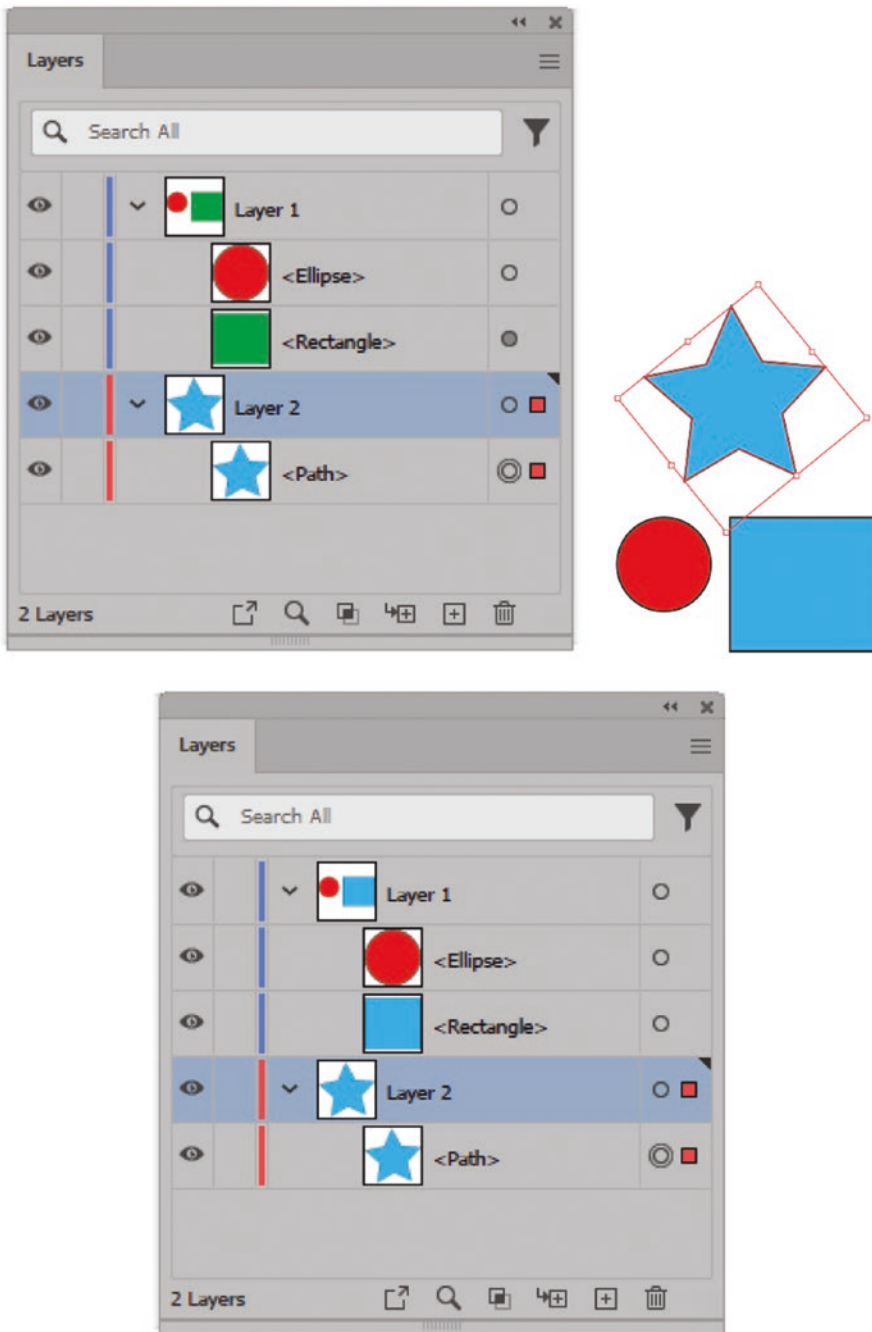 Layers
Search All
Layer 1
<Ellipse>
<Rectangle>
Layer 2
<Path>
2 Layers
Layers
Search All
Layer 1
<Ellipse>
<Rectangle>
Layer 2
<Path>
2 Layers